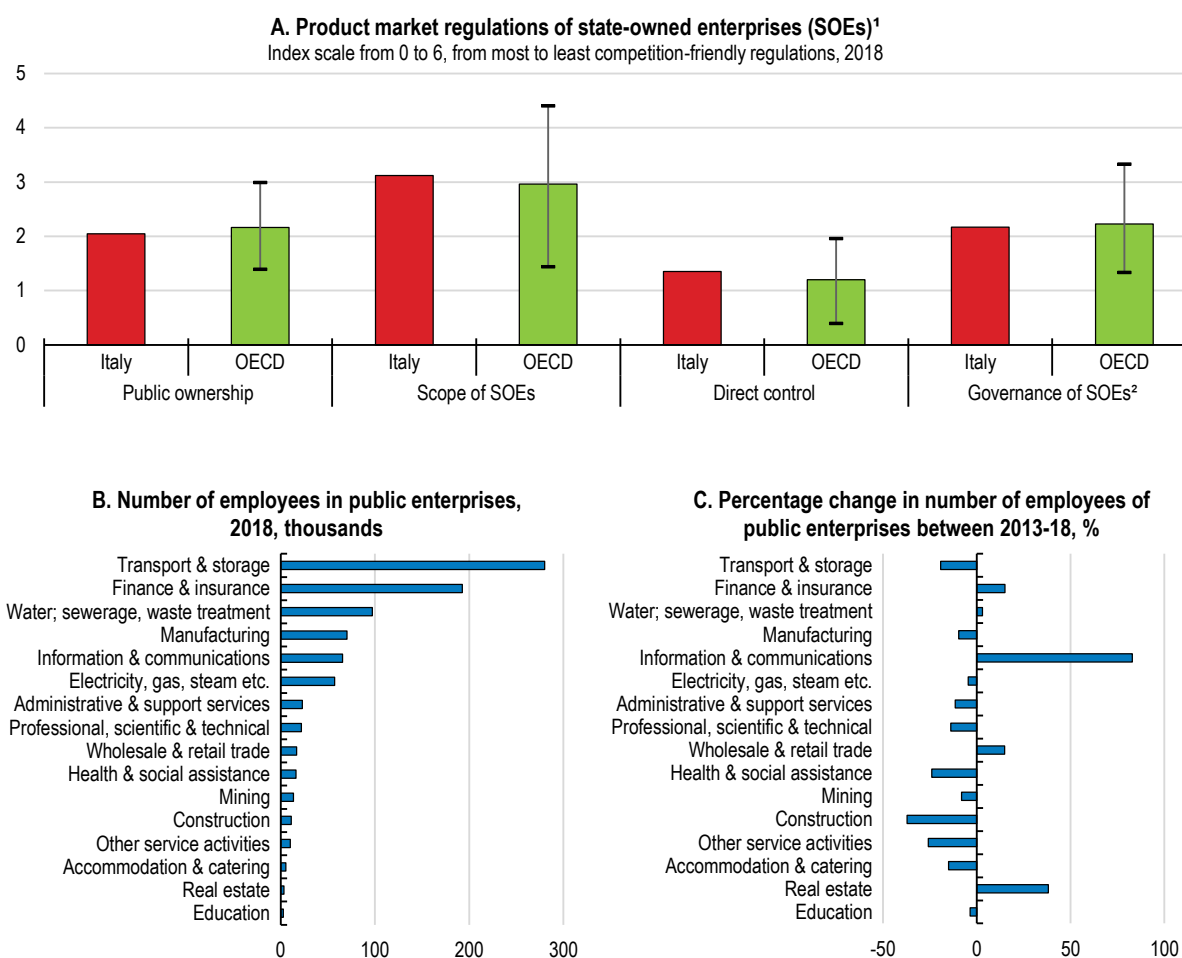 A. Product market regulations of state-owned enterprises (SOEs)¹
Index scale from 0 to 6, from most to least competition-friendly regulations, 2018
5
4
3
2
1
0
Italy OECD Italy OECD Italy OECD Italy OECD
Public ownership Scope of SOEs Direct control Governance of SOEs²
B. Number of employees in public enterprises,
2018, thousands
Transport & storage
Finance & insurance
Water; sewerage, waste treatment
Manufacturing
Information & communications
Electricity, gas, steam etc.
Administrative & support services
Professional, scientific & technical
Wholesale & retail trade
Health & social assistance
Mining
Construction
Other service activities
Accommodation & catering
Real estate
Education
0 100 200 300
C. Percentage change in number of employees of
public enterprises between 2013-18, %
Transport & storage
Finance & insurance
Water; sewerage, waste treatment
Manufacturing
Information & communications
Electricity, gas, steam etc.
Administrative & support services
Professional, scientific & technical
Wholesale & retail trade
Health & social assistance
Mining
Construction
Other service activities
Accommodation & catering
Real estate
Education
-50 0 50 100